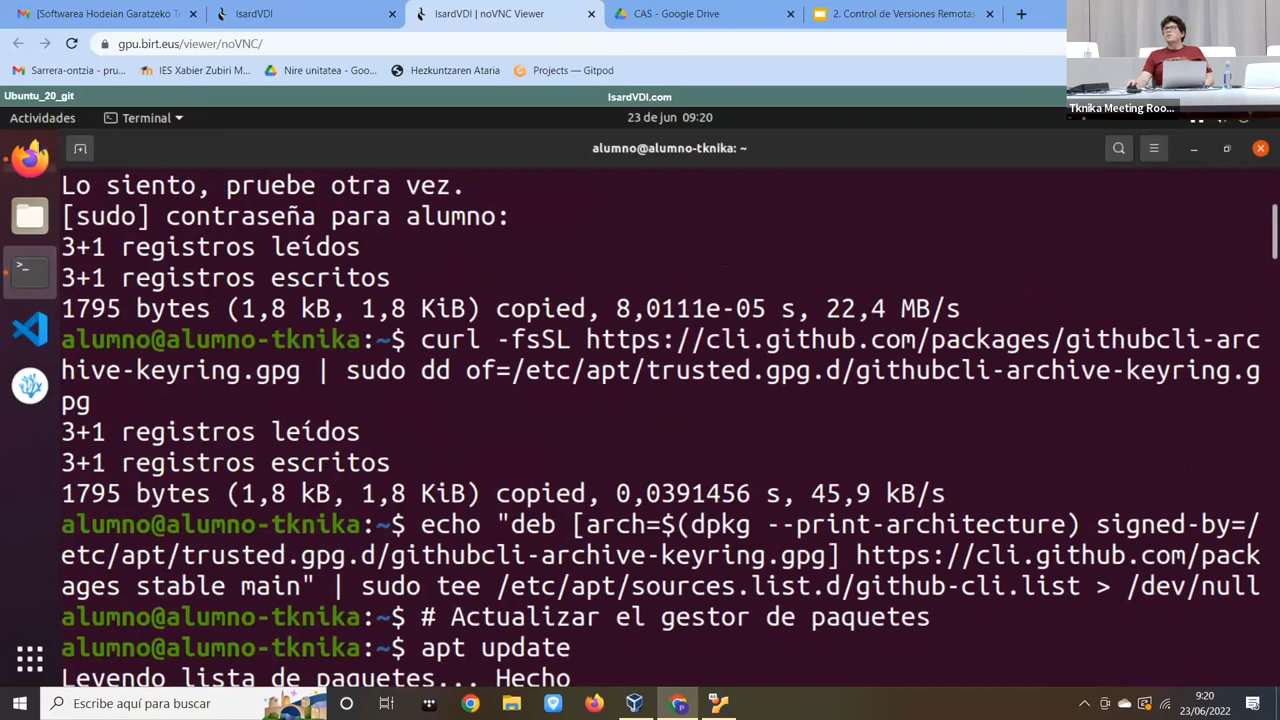 [Softwarea Hodeian Garatzeko T
IsardVDI
IsardVDI | noVNC Viewer
CAS - Google Drive
2. Control de Versiones Remotas
gpu.birt.eus/viewer/noVNC/
Sarrera-ontzia - pru...
IES Xabier Zubiri M...
Nire unitatea - Goo...
Hezkuntzaren Ataria
Projects — Gitpod
Tknika Meeting Roo...
Ubuntu_20_git
IsardVDI.com
Actividades
Terminal
23 de jun 09:20
alumno@alumno-tknika: ~
Lo siento, pruebe otra vez.
[sudo] contraseña para alumno:
3+1 registros leídos
3+1 registros escritos
1795 bytes (1,8 kB, 1,8 KiB) copied, 8,0111e-05 s, 22,4 MB/s
alumno@alumno-tknika:~$ curl -fsSL https://cli.github.com/packages/githubcli-arc
hive-keyring.gpg | sudo dd of=/etc/apt/trusted.gpg.d/githubcli-archive-keyring.g
pg
3+1 registros leídos
3+1 registros escritos
1795 bytes (1,8 kB, 1,8 KiB) copied, 0,0391456 s, 45,9 kB/s
alumno@alumno-tknika:~$ echo "deb [arch=$(dpkg --print-architecture) signed-by=/
etc/apt/trusted.gpg.d/githubcli-archive-keyring.gpg] https://cli.github.com/pack
ages stable main" | sudo tee /etc/apt/sources.list.d/github-cli.list > /dev/null
alumno@alumno-tknika:~$ # Actualizar el gestor de paquetes
alumno@alumno-tknika:~$ apt update
Leyendo lista de paquetes... Hecho
Escribe aquí para buscar
9:20
23/06/2022